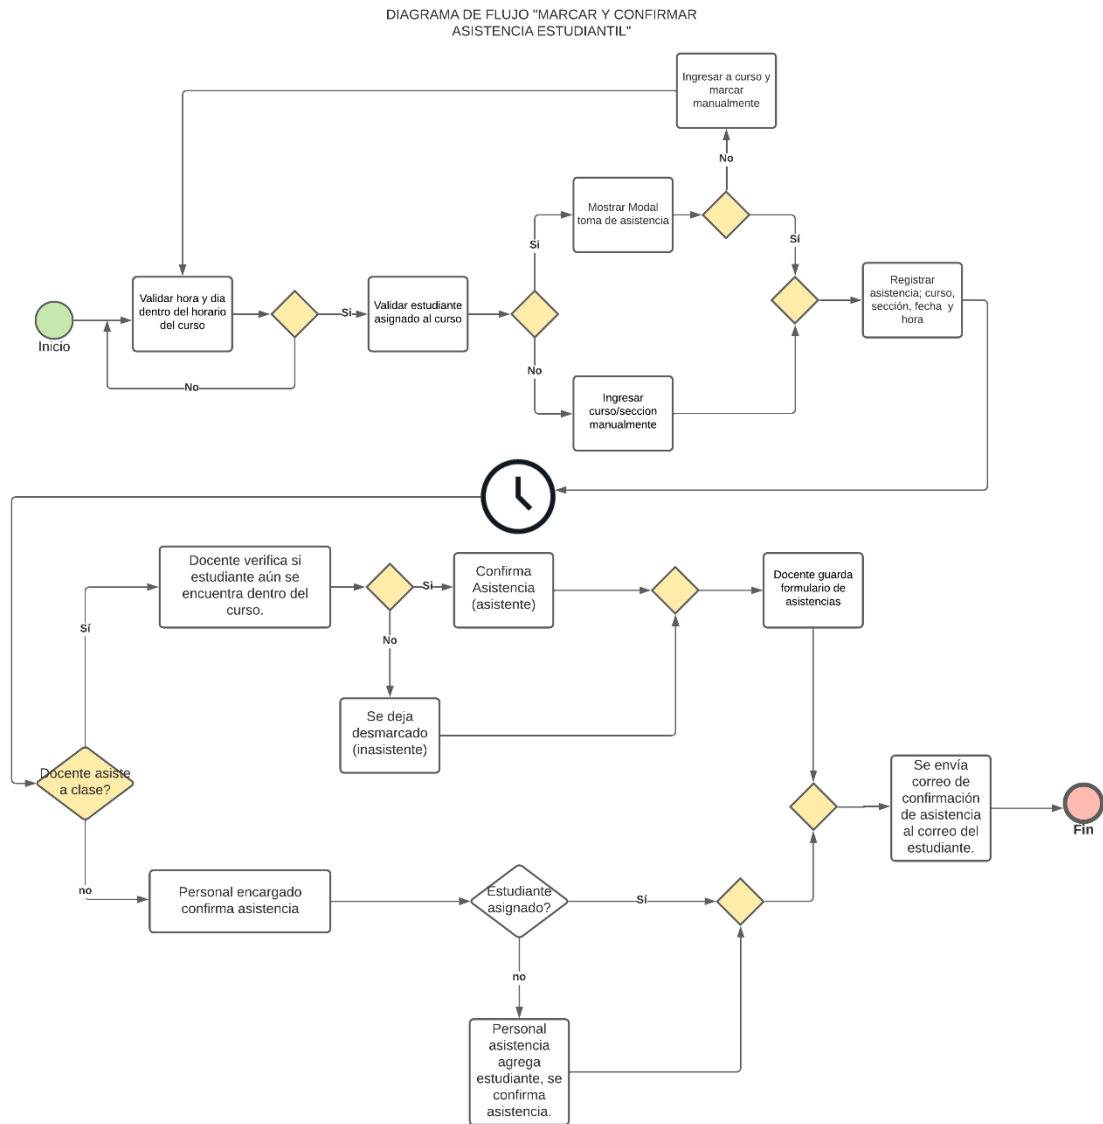 DIAGRAMA DE FLUJO "MARCAR Y CONFIRMAR
ASISTENCIA ESTUDIANTIL"
Ingresar a curso y
marcar
manualmente
No
Mostrar Modal
toma de asistencia
Si
Sí
Validar hora y dia
dentro del horario
del curso
Si
Validar estudiante
asignado al curso
Registrar
asistencia; curso,
sección, fecha y
hora
Inicio
No
No
Ingresar
curso/seccion
manualmente
Docente verifica si
estudiante aún se
encuentra dentro del
curso.
Si
Confirma
Asistencia
(asistente)
Docente guarda
formulario de
asistencias
Sí
No
Se deja
desmarcado
(inasistente)
Docente asiste
a clase?
Se envía
correo de
confirmación
de asistencia
al correo del
estudiante.
Fin
no
Personal encargado
confirma asistencia
Estudiante
asignado?
Sí
no
Personal
asistencia
agrega
estudiante, se
confirma
asistencia.